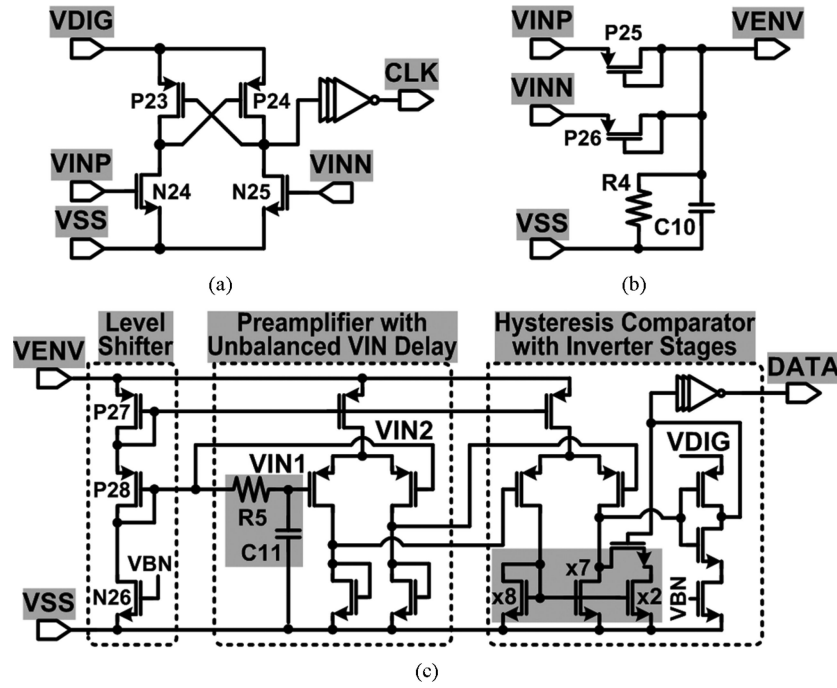 VDIG
P23
P24
CLK
VINP
N24
N25
VINN
VSS
(a)
VINP
P25
VENV
VINN
P26
R4
C10
VSS
(b)
Level
Shifter
Preamplifier with
Unbalanced VIN Delay
Hysteresis Comparator
with Inverter Stages
VENV
DATA
P27
VIN2
VDIG
P28
VIN1
R5
C11
VBN
N26
x8
x7
x2
VBN
VSS
(c)